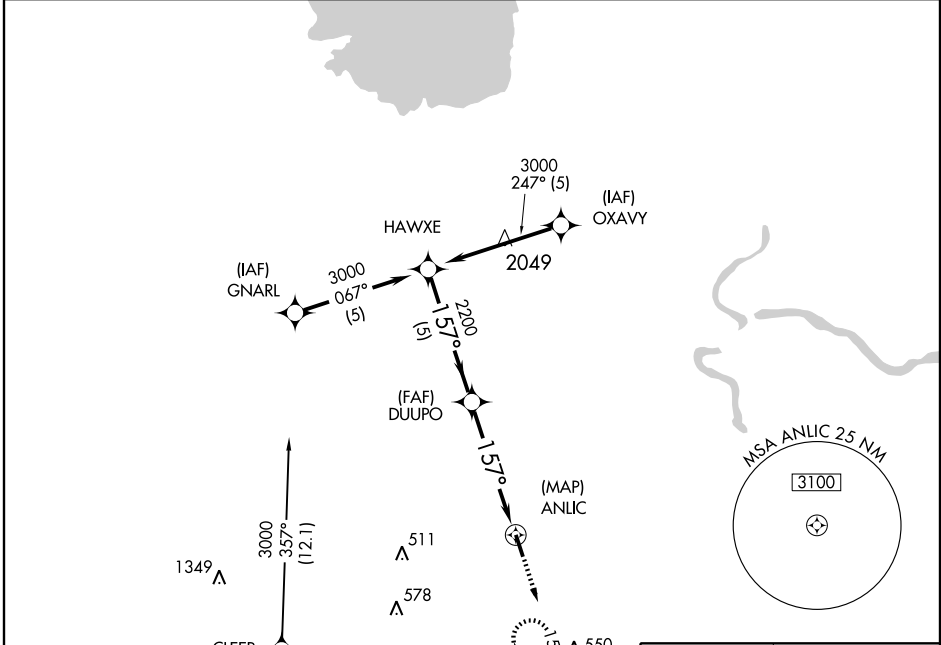 3000
247° (5)
(IAF)
OXAVY
HAWXE
2049
(IAF)
GNARL
3000
067°
(5)
2200
157°
(5)
(FAF)
DUUPO
157°
(MAP)
ANLIC
MSA ANLIC 25 NM
3100
3000
357°
(12.1)
511
1349
578
550